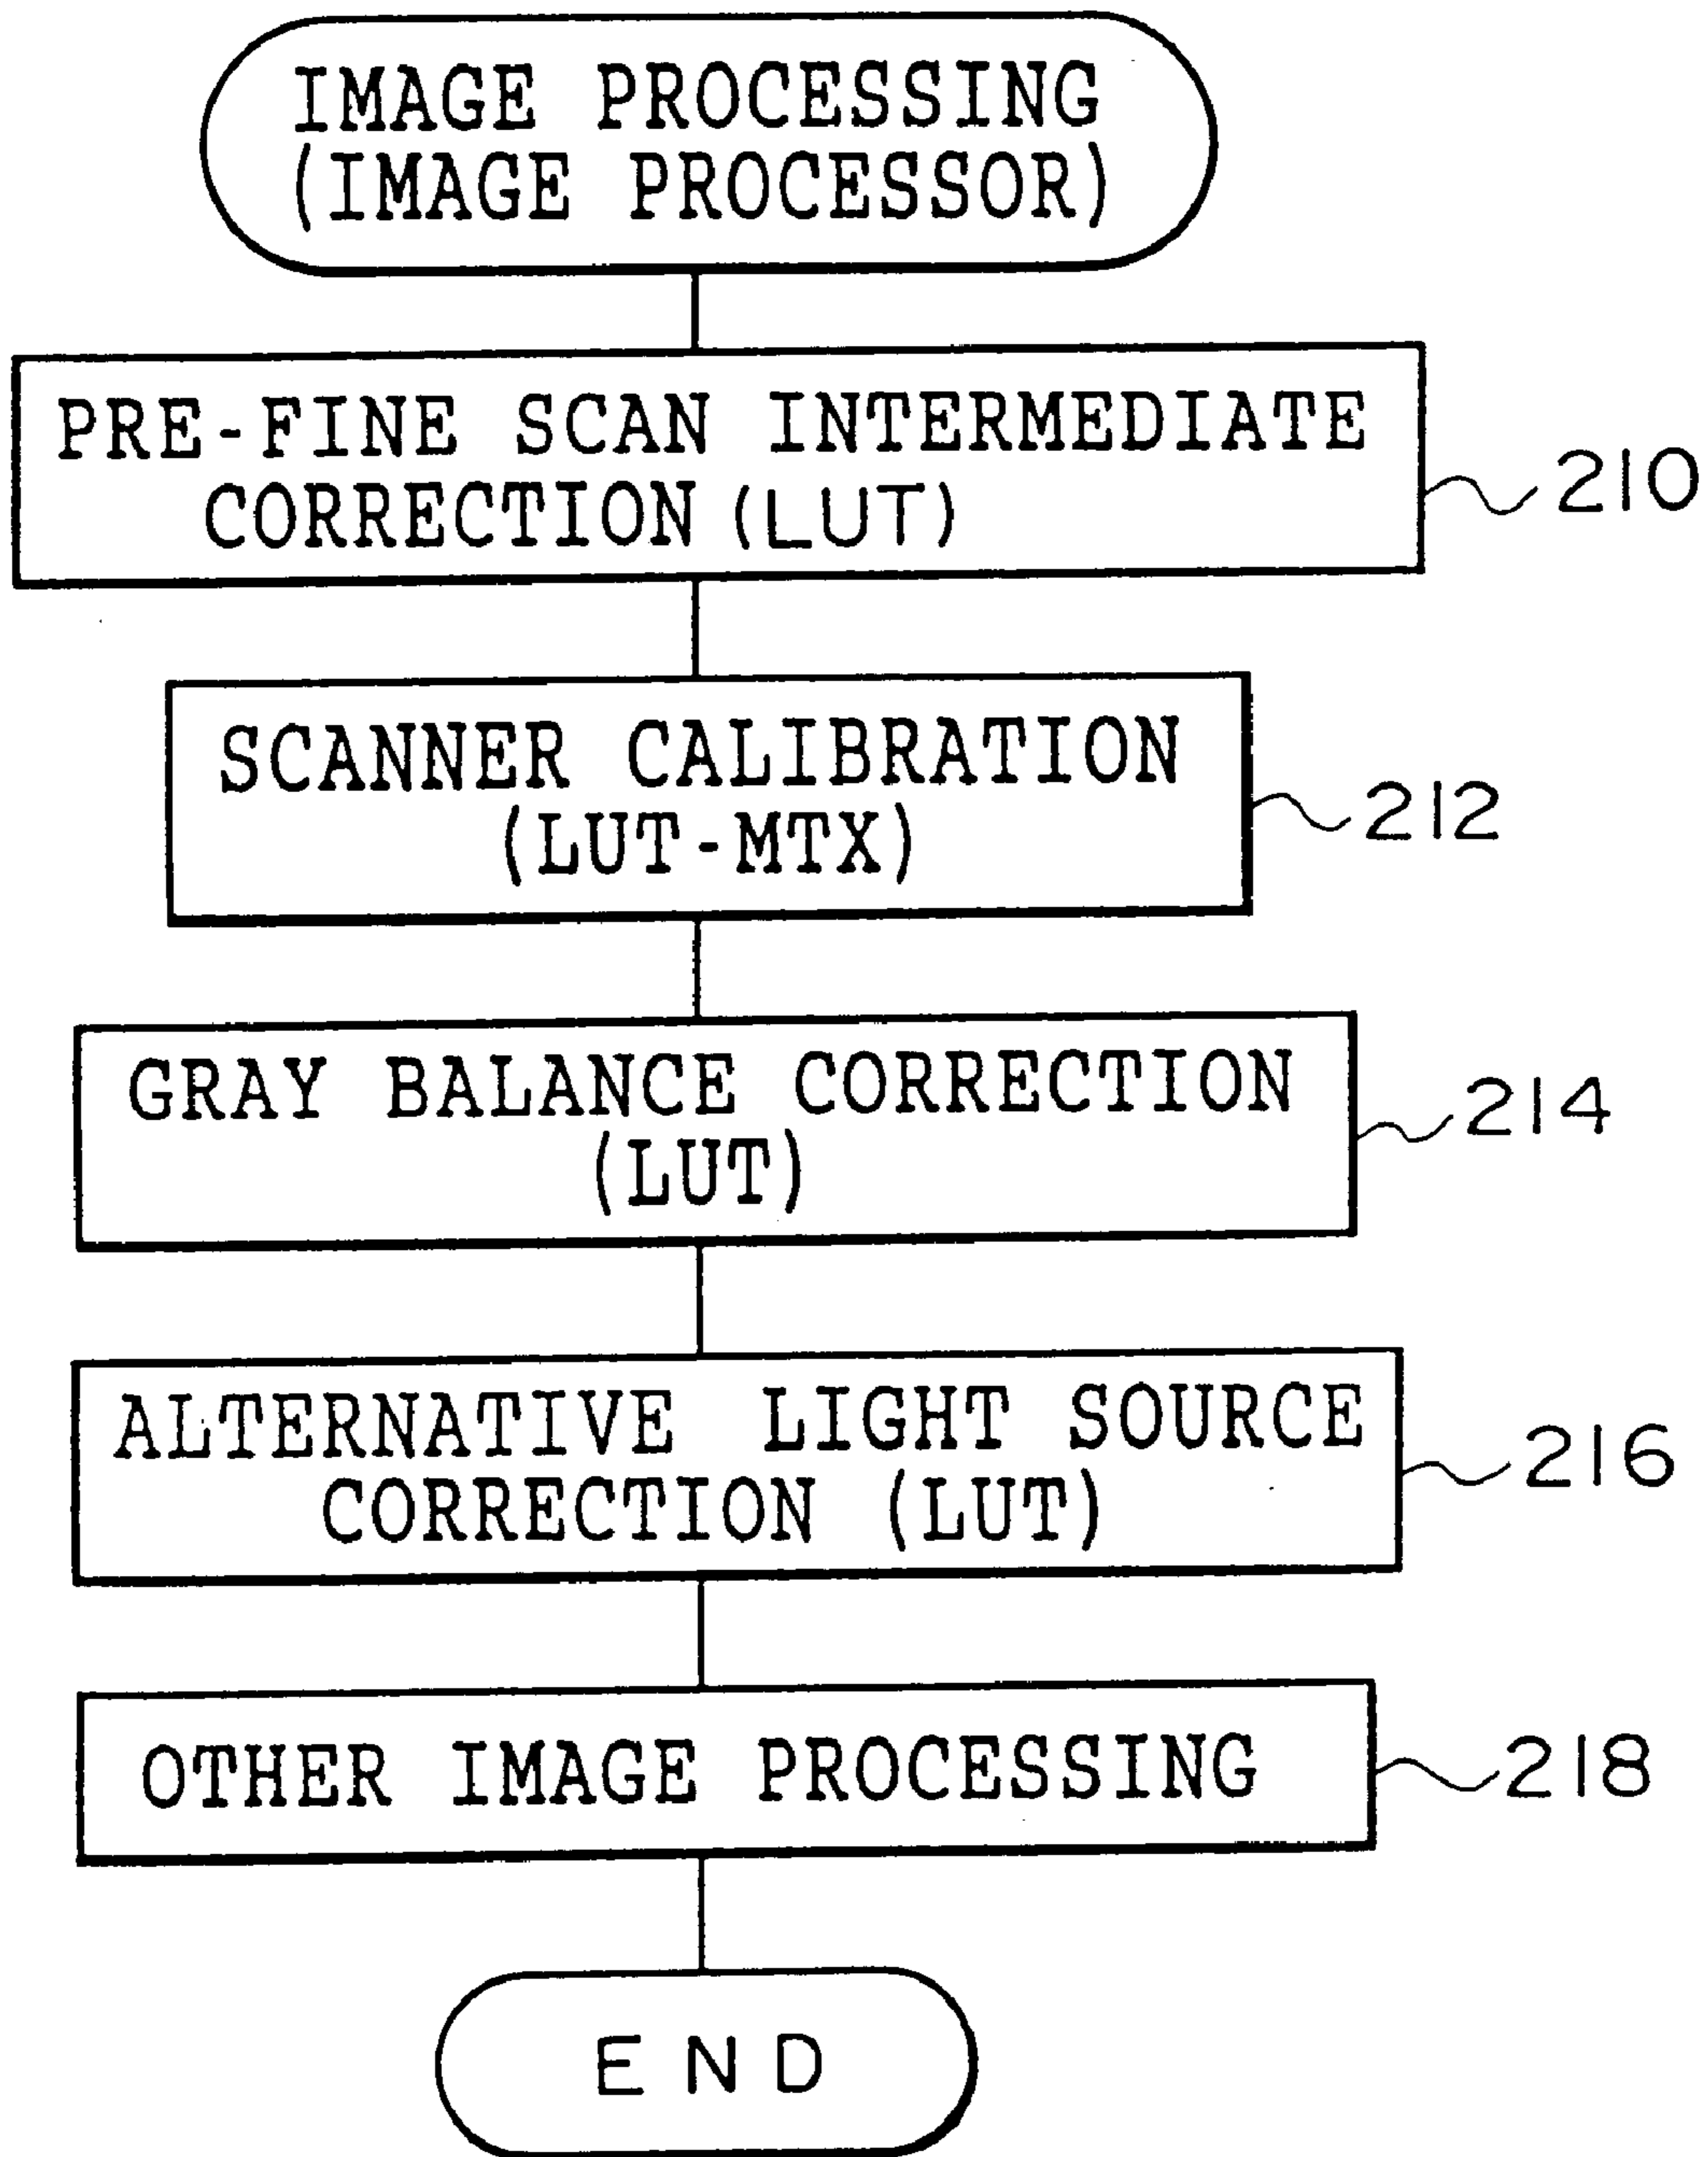 IMAGE PROCESSING
(IMAGE PROCESSOR)
PRE-FINE SCAN INTERMEDIATE
CORRECTION (LUT)
210
SCANNER CALIBRATION
(LUT-MTX)
212
GRAY BALANCE CORRECTION
(LUT)
214
ALTERNATIVE LIGHT SOURCE
CORRECTION (LUT)
216
OTHER IMAGE PROCESSING
218
END